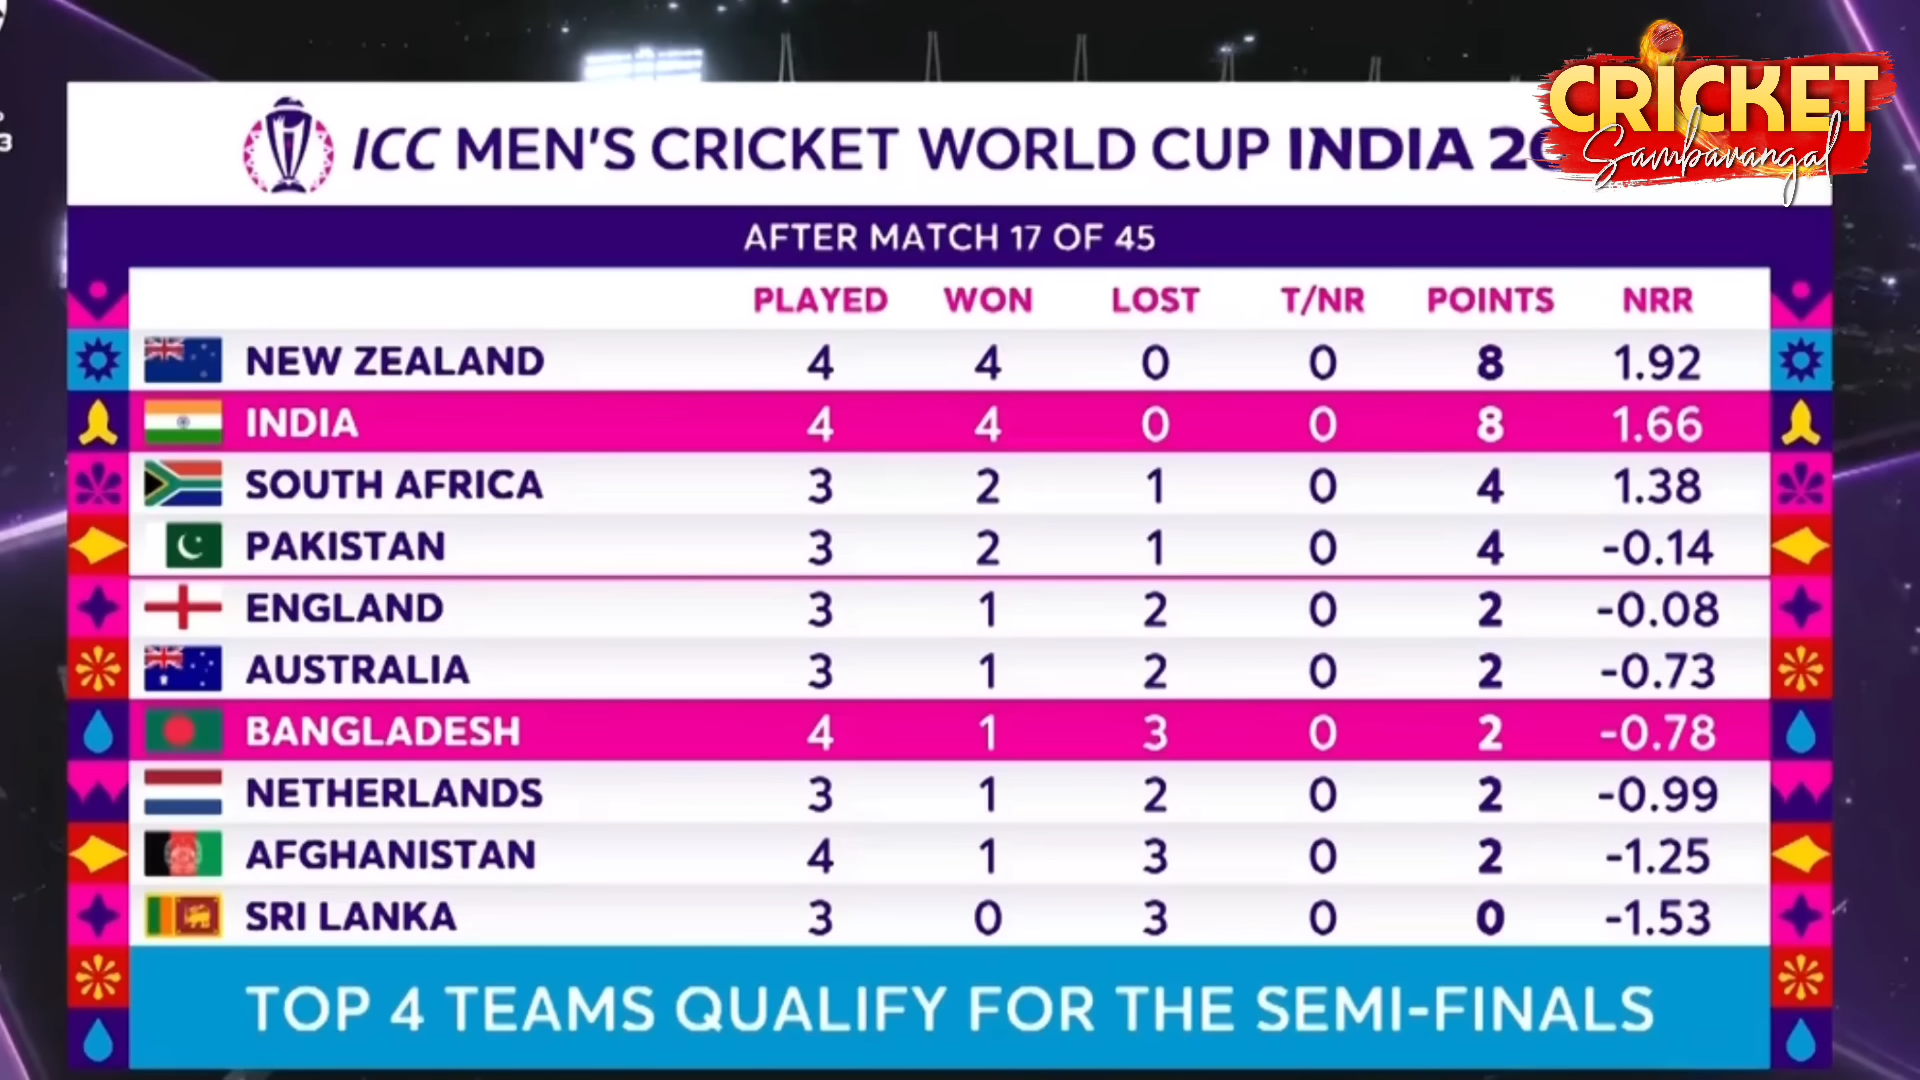 CRICKET
Sambavangal
3
ICC MEN'S CRICKET WORLD CUP INDIA
AFTER MATCH 17 OF 45
PLAYED WON LOST T/NR POINTS NRR
NEW ZEALAND 4 4 0 0 8 1.92
INDIA 4 4 0 0 8 1.66
SOUTH AFRICA 3 2 1 0 4 1.38
PAKISTAN 3 2 1 0 4 -0.14
ENGLAND 3 1 2 0 2 -0.08
AUSTRALIA 3 1 2 0 2 -0.73
BANGLADESH 4 1 3 0 2 -0.78
NETHERLANDS 3 1 2 0 2 -0.99
AFGHANISTAN 4 1 3 0 2 -1.25
SRI LANKA 3 0 3 0 0 -1.53
TOP 4 TEAMS QUALIFY FOR THE SEMI-FINALS